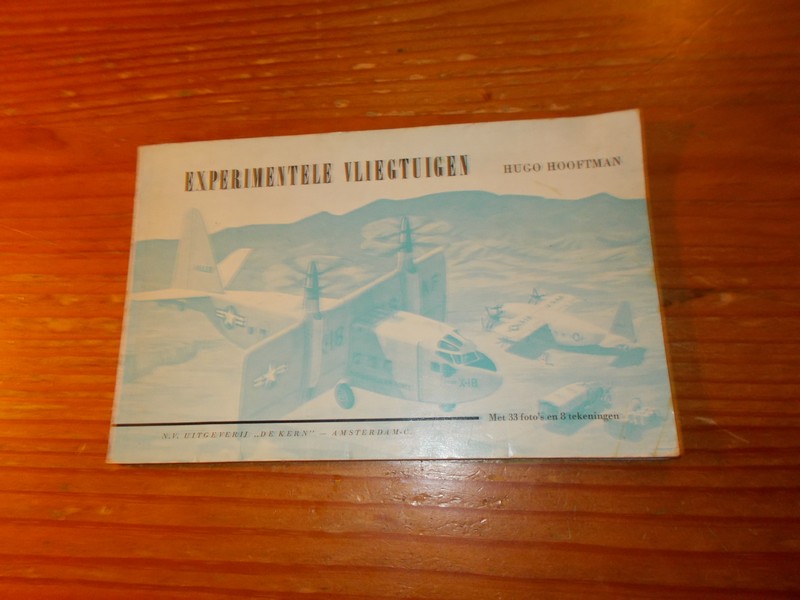 EXPERIMENTELE VLIEGTUIGEN
HUGO HOOFTMAN
Met 33 foto's en 8 tekeningen
N.V. UITGEVERIJ „DE KERN" — AMSTERDAM-C.